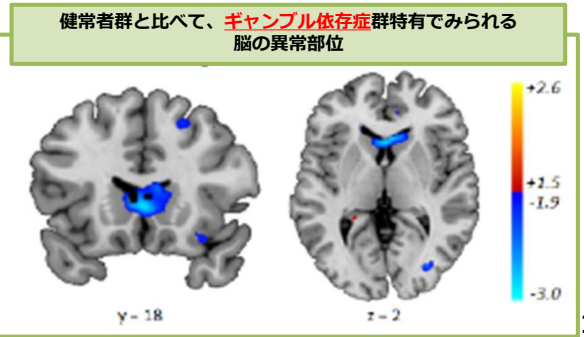 健常者群と比べて、ギャンブル依存症群特有でみられる
脳の異常部位
+2.6
+1.5
-1.9
-3.0
y - 18
z - 2